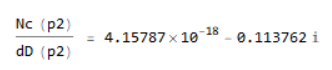 Nc (p2)
dD (p2)
= 4.15787×10⁻¹⁸ - 0.113762 i